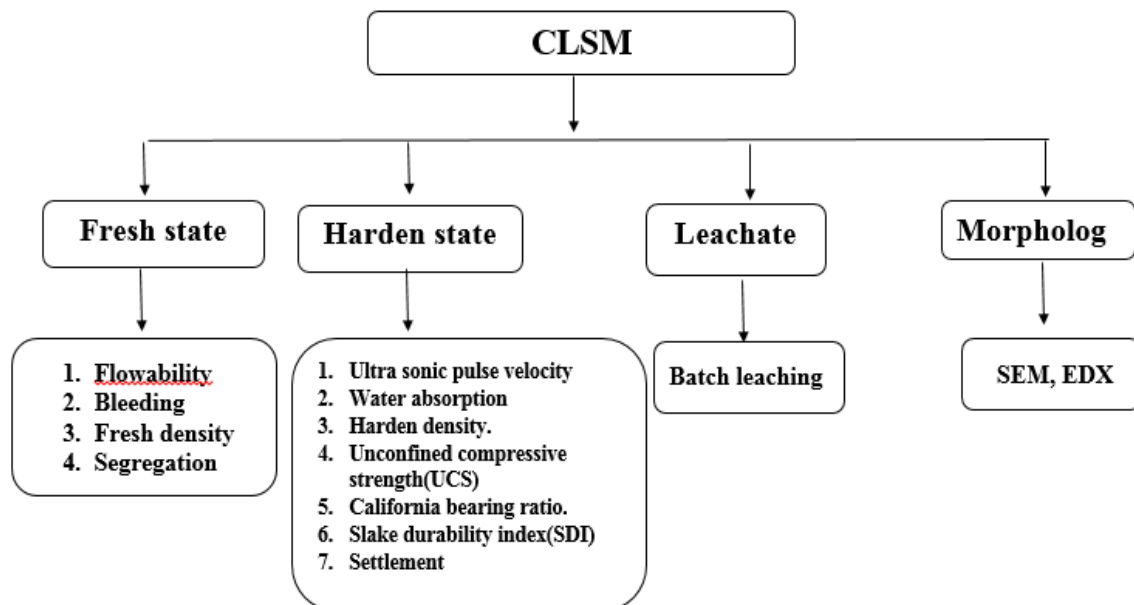 CLSM
Fresh state
Harden state
Leachate
Morpholog
1. Flowability
2. Bleeding
3. Fresh density
4. Segregation
1. Ultra sonic pulse velocity
2. Water absorption
3. Harden density.
4. Unconfined compressive
strength(UCS)
5. California bearing ratio.
6. Slake durability index(SDI)
7. Settlement
Batch leaching
SEM, EDX